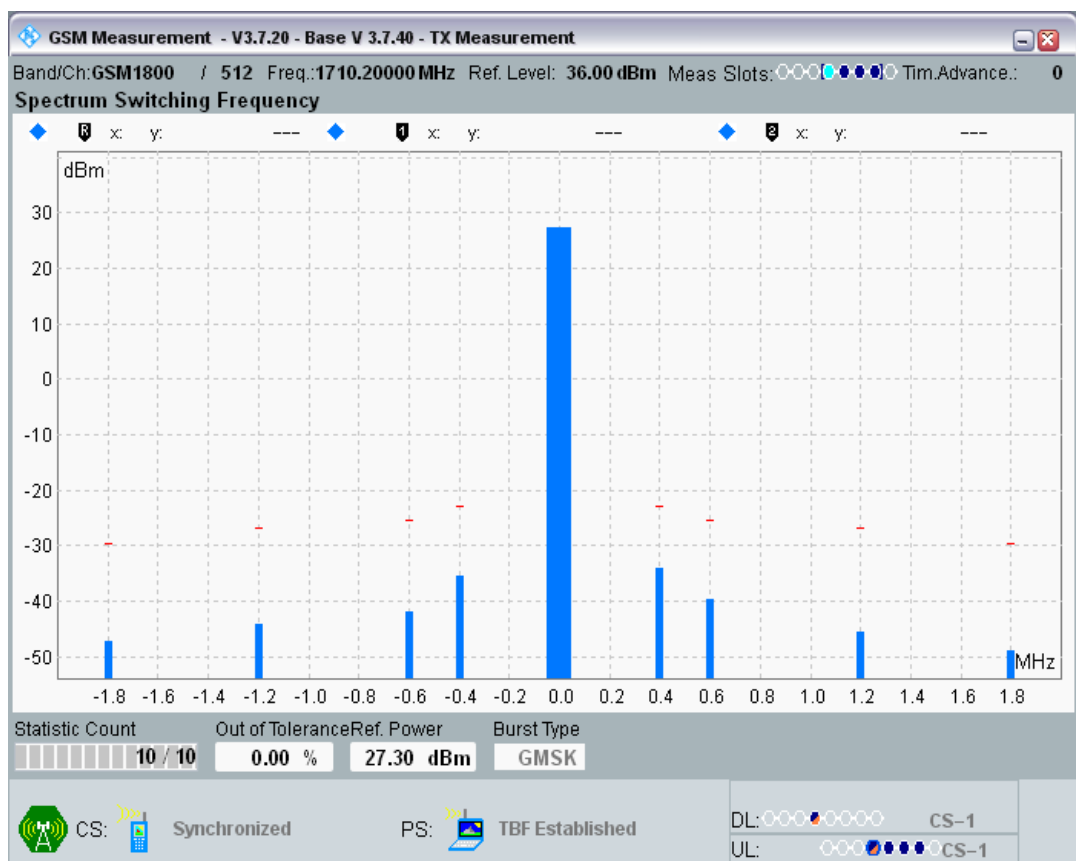 GSM Measurement - V3.7.20 - Base V 3.7.40 - TX Measurement
Band/Ch:GSM1800 / 512 Freq.:1710.20000 MHz Ref. Level: 36.00 dBm Meas Slots: Tim.Advance.: 0
Spectrum Switching Frequency
R x: y: --- 1 x: y: --- 2 x: y: ---
dBm
30
20
10
0
-10
-20
-30
-40
-50
MHz
-1.8 -1.6 -1.4 -1.2 -1.0 -0.8 -0.6 -0.4 -0.2 0.0 0.2 0.4 0.6 0.8 1.0 1.2 1.4 1.6 1.8
Statistic Count Out of Tolerance Ref. Power Burst Type
10 / 10 0.00 % 27.30 dBm GMSK
CS: Synchronized PS: TBF Established
DL: CS-1
UL: CS-1